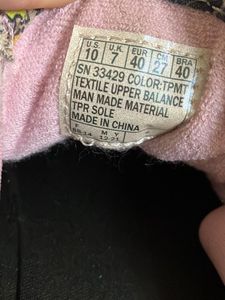 U.S 10 U.K 7 EUR 40 CM 27 BRA 40
SN 33429 COLOR:TPMT
TEXTILE UPPER BALANCE
MAN MADE MATERIAL
TPR SOLE
MADE IN CHINA
F M Y